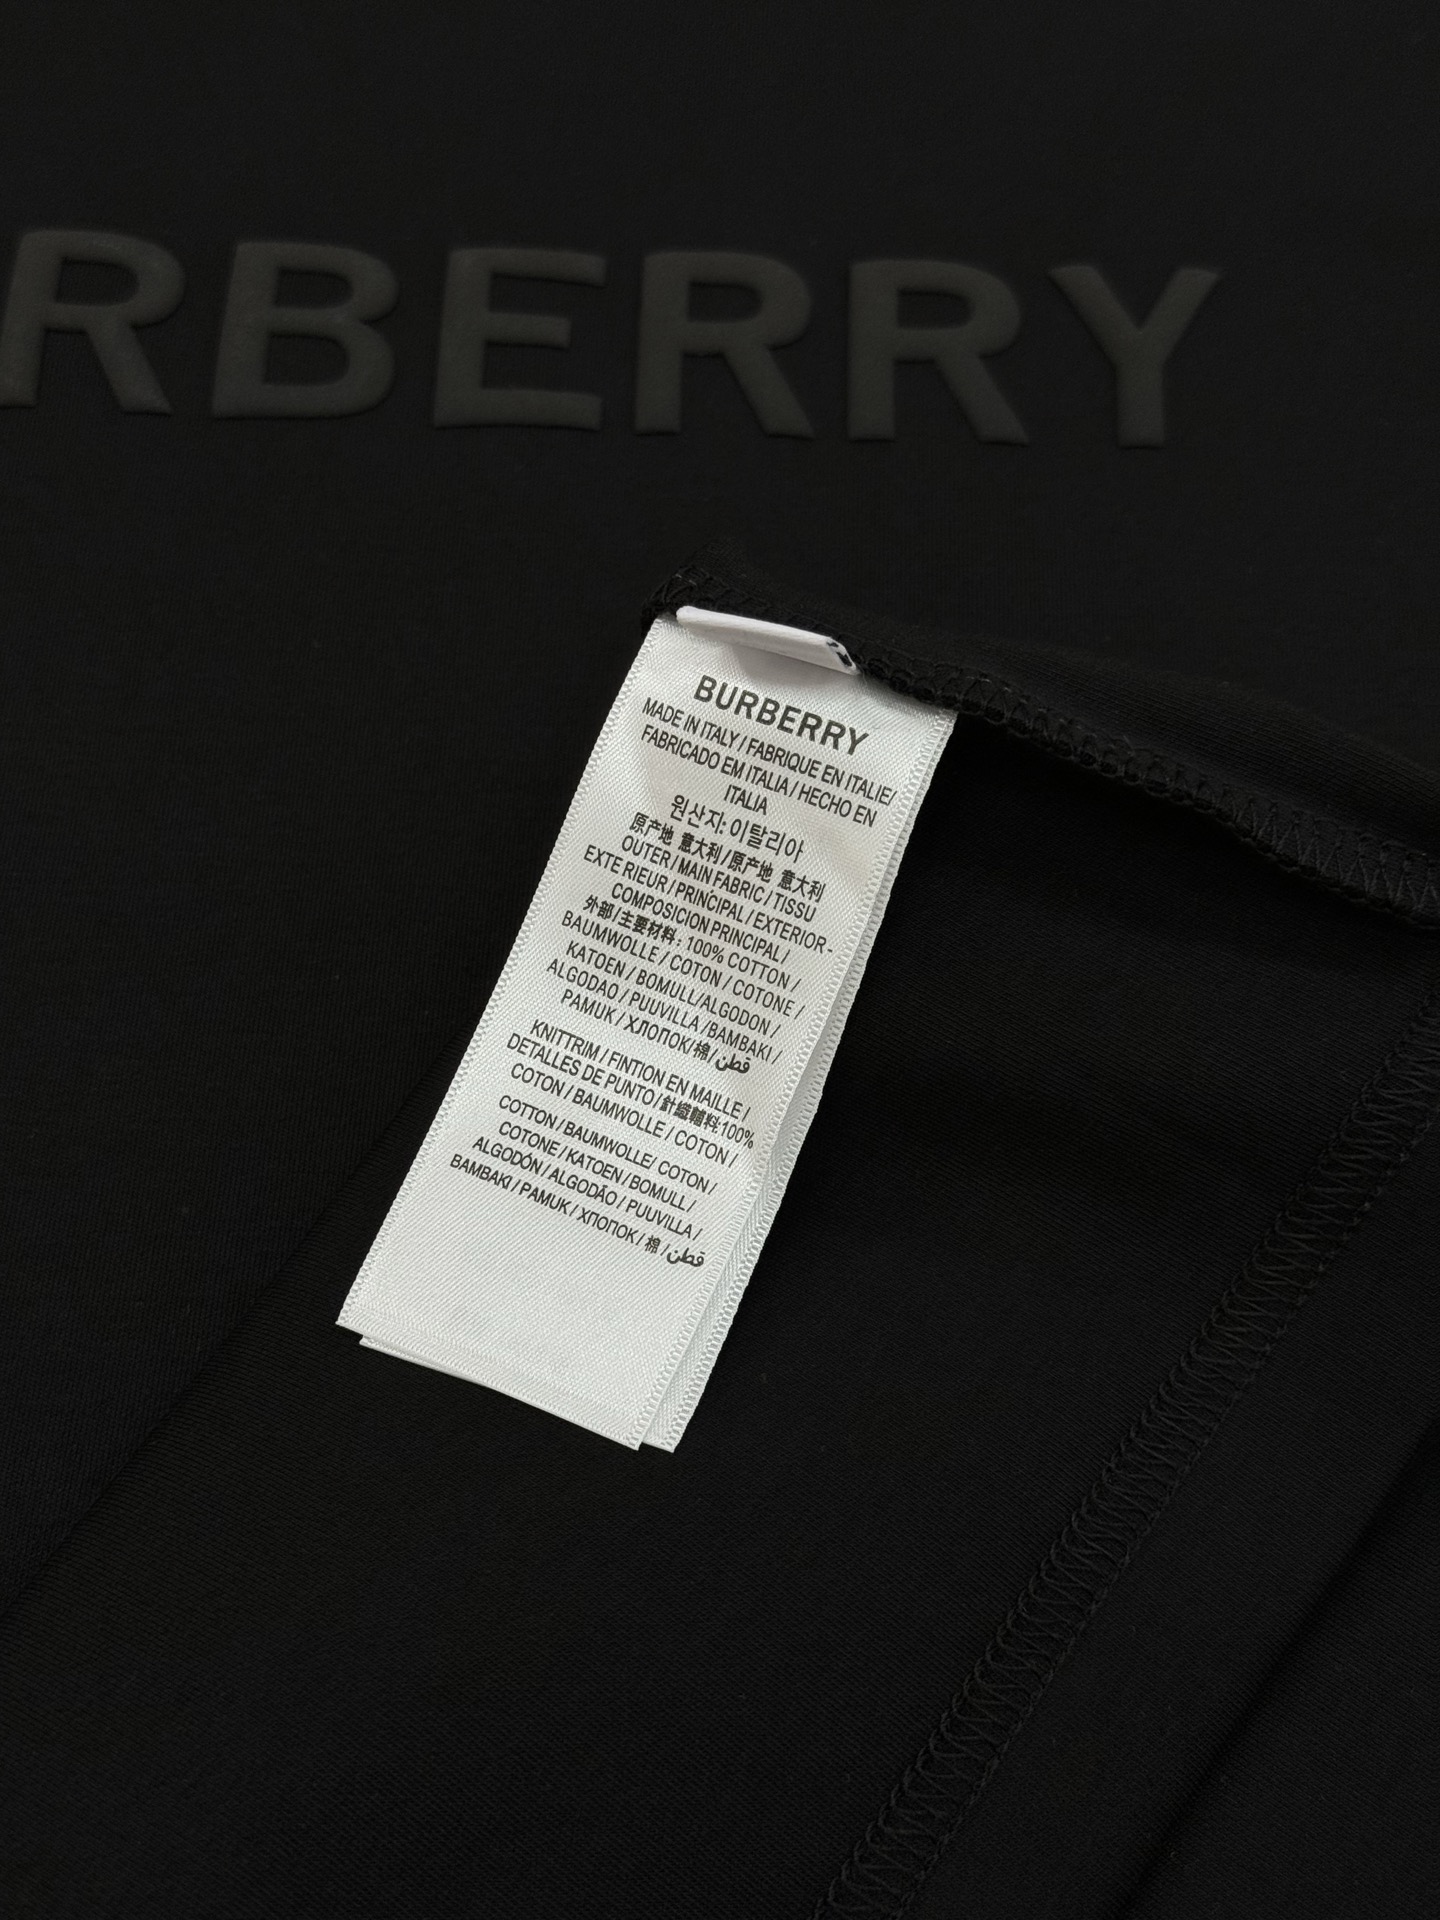 RBERRY
BURBERRY
MADE IN ITALY / FABRIQUE EN ITALIE/
FABRICADO EM ITALIA / HECHO EN
ITALIA
원산지: 이탈리아
原产地 意大利 / 原产地 意大利
OUTER / MAIN FABRIC / TISSU
EXTE RIEUR / PRINCIPAL / EXTERIOR-
COMPOSICION PRINCIPAL /
外部 / 主要材料 : 100% COTTON /
BAUMWOLLE / COTON / COTONE /
KATOEN / BOMULL/ALGODON /
ALGODAO / PUUVILLA /BAMBAKI /
PAMUK / ХЛОПОК/ 棉 / قطن
KNITTRIM / FINTION EN MAILLE /
DETALLES DE PUNTO / 針織輔料:100%
COTON / BAUMWOLLE / COTON /
COTTON / BAUMWOLLE/ COTON /
COTONE / KATOEN / BOMULL /
ALGODÓN / ALGODÃO / PUUVILLA /
BAMBAKI / PAMUK / ХЛОПОК / 棉 / قطن